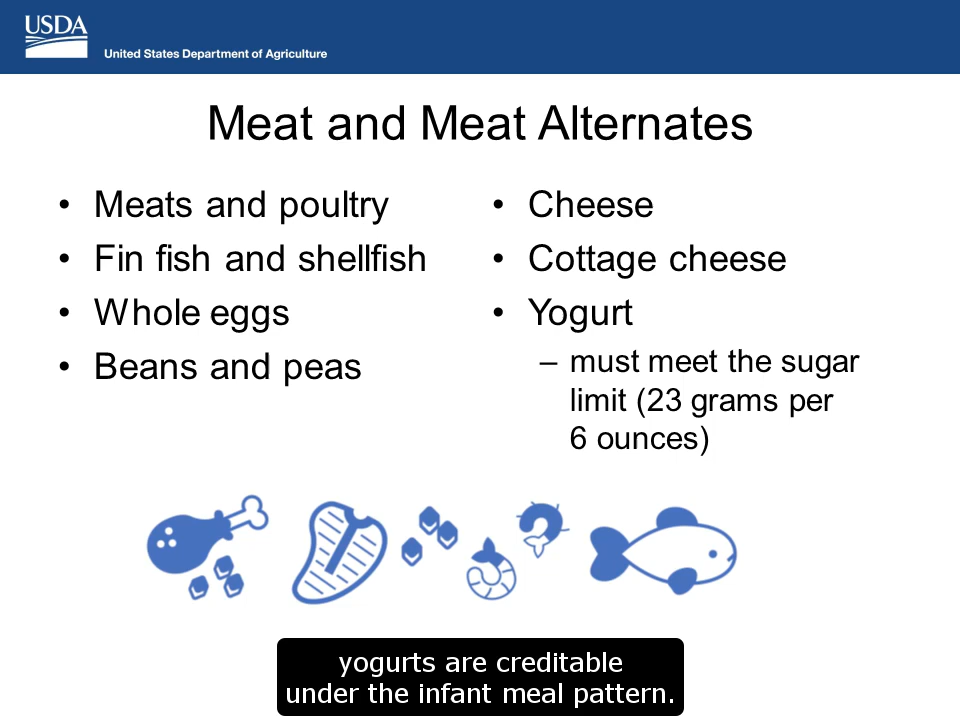 USDA
United States Department of Agriculture
Meat and Meat Alternates
• Meats and poultry
• Fin fish and shellfish
• Whole eggs
• Beans and peas
• Cheese
• Cottage cheese
• Yogurt
– must meet the sugar
limit (23 grams per
6 ounces)
yogurts are creditable
under the infant meal pattern.